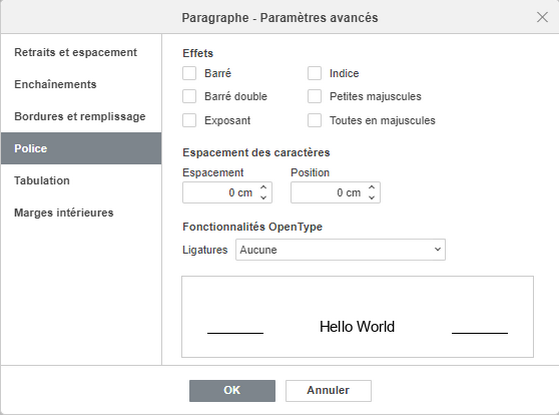 Paragraphe - Paramètres avancés
Retraits et espacement
Enchaînements
Bordures et remplissage
Police
Tabulation
Marges intérieures
Effets
Barré
Indice
Barré double
Petites majuscules
Exposant
Toutes en majuscules
Espacement des caractères
Espacement
Position
0 cm
0 cm
Fonctionnalités OpenType
Ligatures
Aucune
Hello World
OK
Annuler